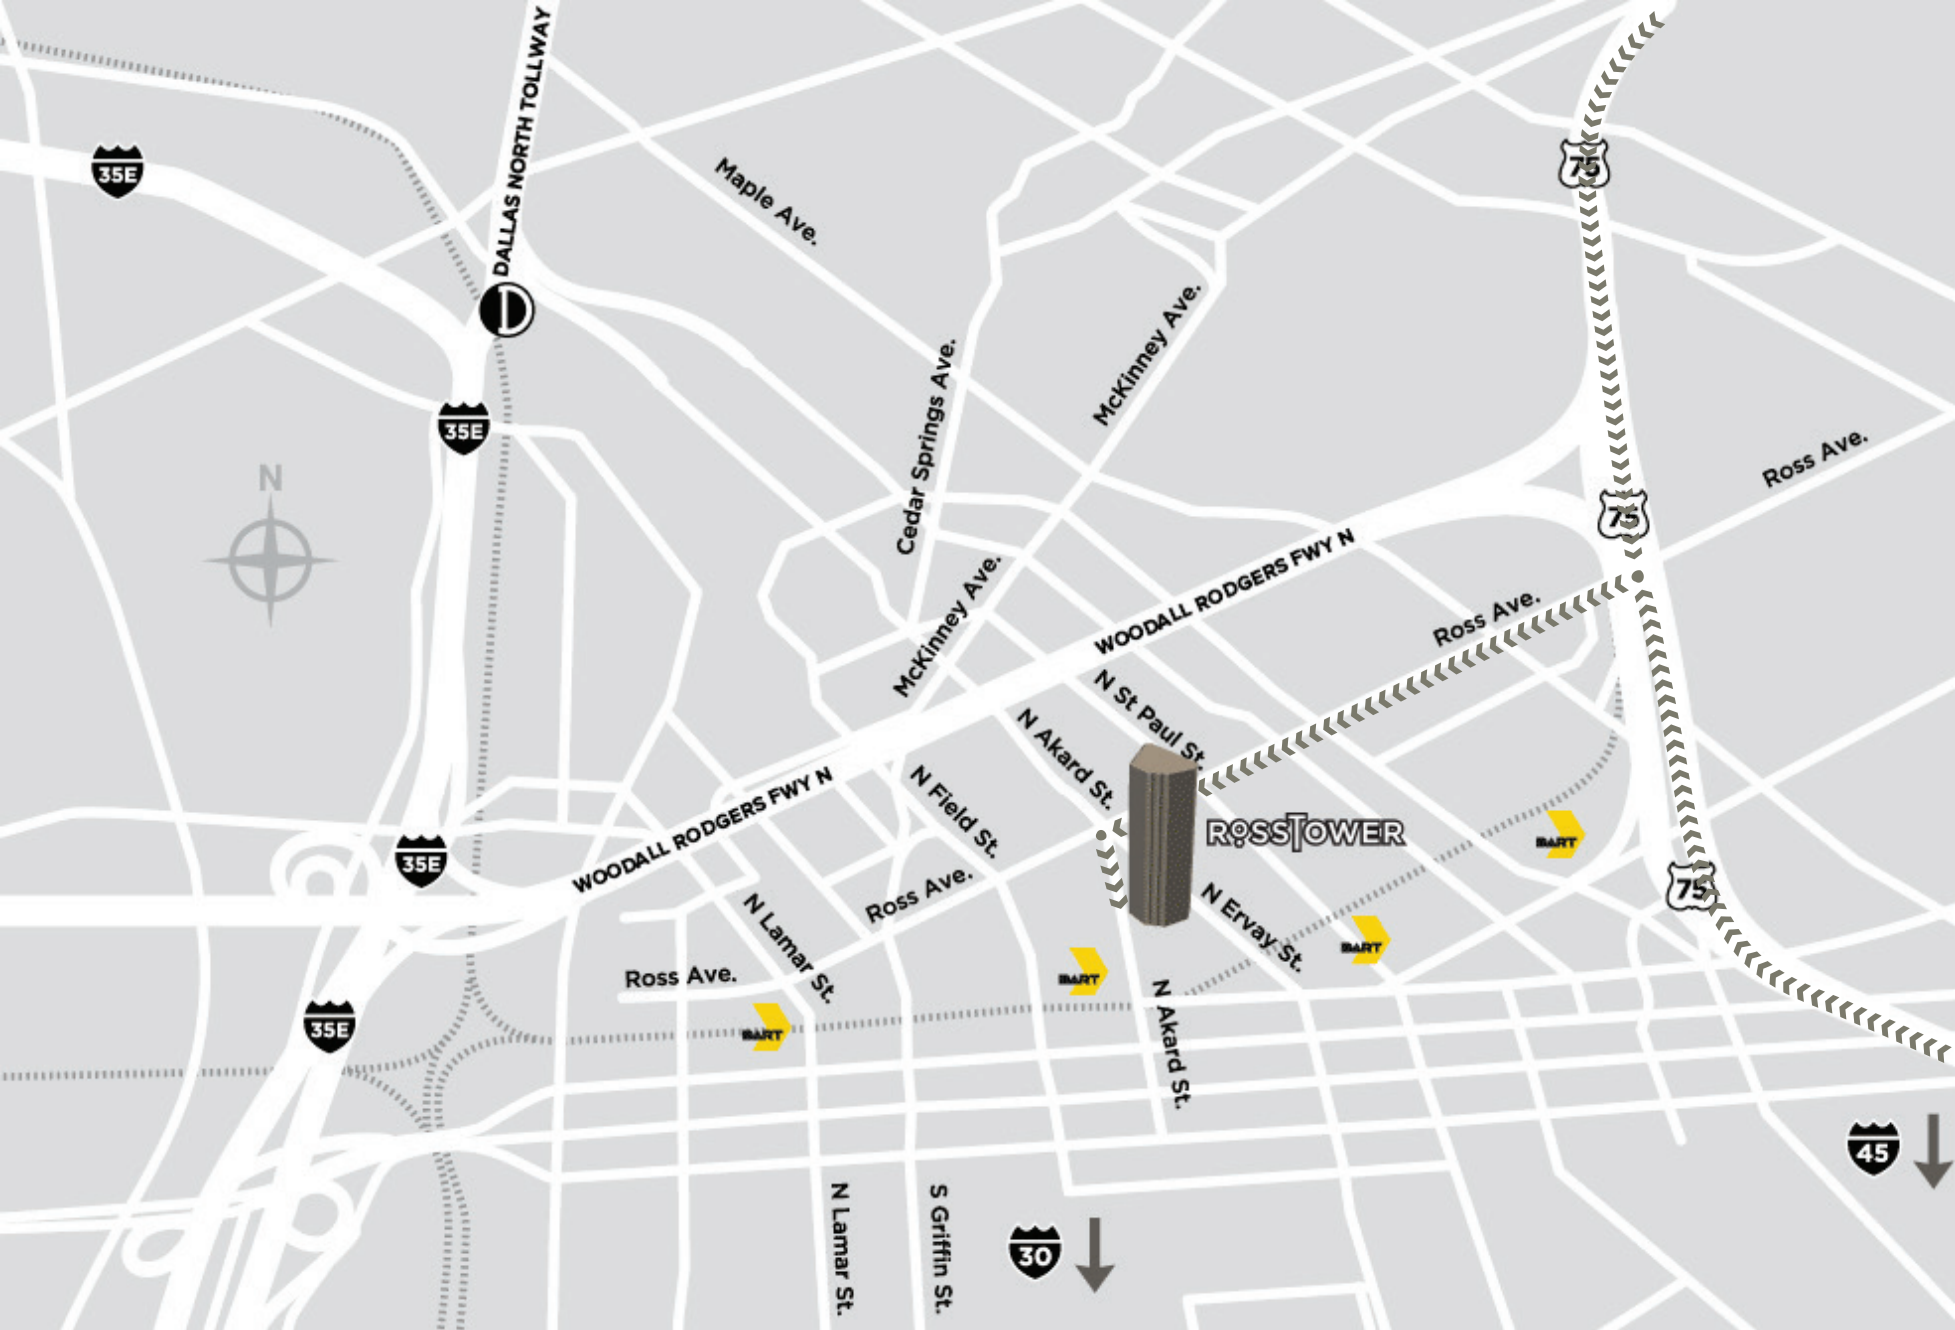 DALLAS NORTH TOLLWAY
75
35E
Maple Ave.
D
McKinney Ave.
Cedar Springs Ave.
35E
Ross Ave.
N
75
WOODALL RODGERS FWY N
McKinney Ave.
Ross Ave.
N St Paul St.
N Akard St.
WOODALL RODGERS FWY N
N Field St.
ROSSTOWER
DART
35E
75
Ross Ave.
N Lamar St.
N Ervay St.
DART
DART
Ross Ave.
DART
35E
N Akard St.
45
N Lamar St.
S Griffin St.
30